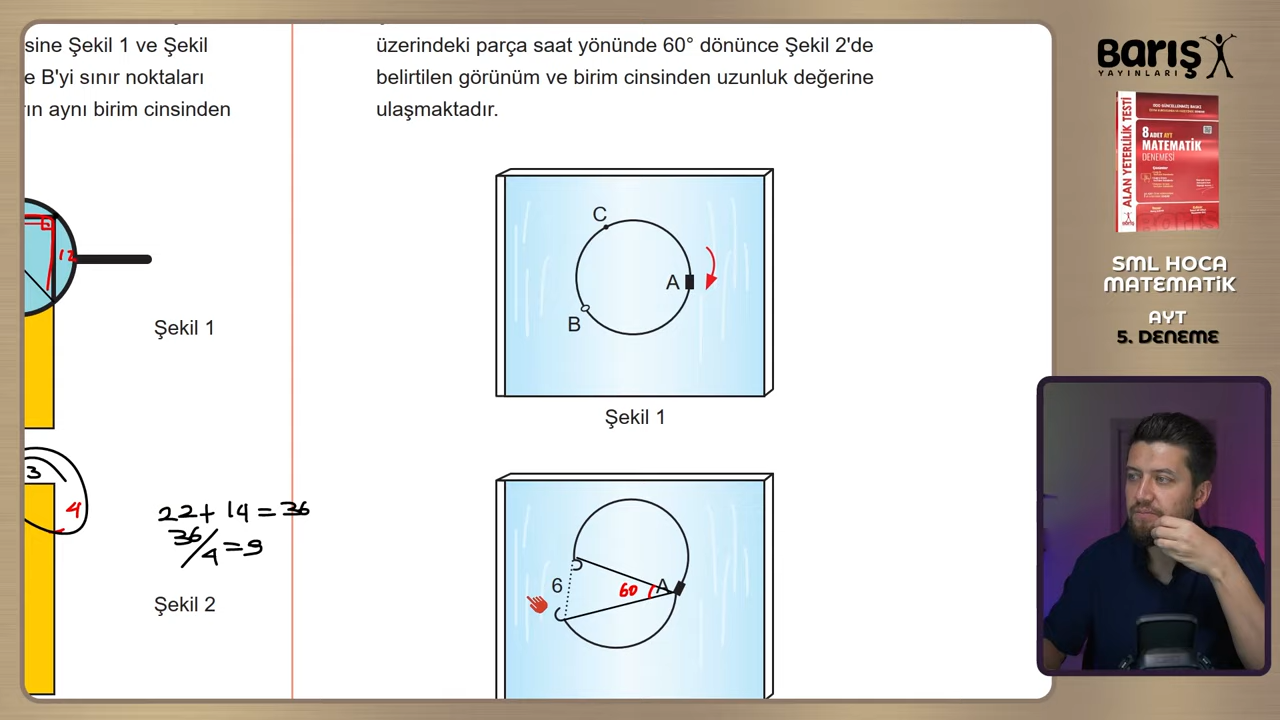 sine Şekil 1 ve Şekil
e B'yi sınır noktaları
ın aynı birim cinsinden
12
Şekil 1
3
4
22+14=36
36/4=9
Şekil 2
üzerindeki parça saat yönünde 60° dönünce Şekil 2'de
belirtilen görünüm ve birim cinsinden uzunluk değerine
ulaşmaktadır.
C
A
B
Şekil 1
6
60
A
BARIŞ
YAYINLARI
ALAN YETERLİLİK TESTİ
8 ADET AYT
MATEMATİK
DENEMESİ
SML HOCA
MATEMATİK
AYT
5. DENEME